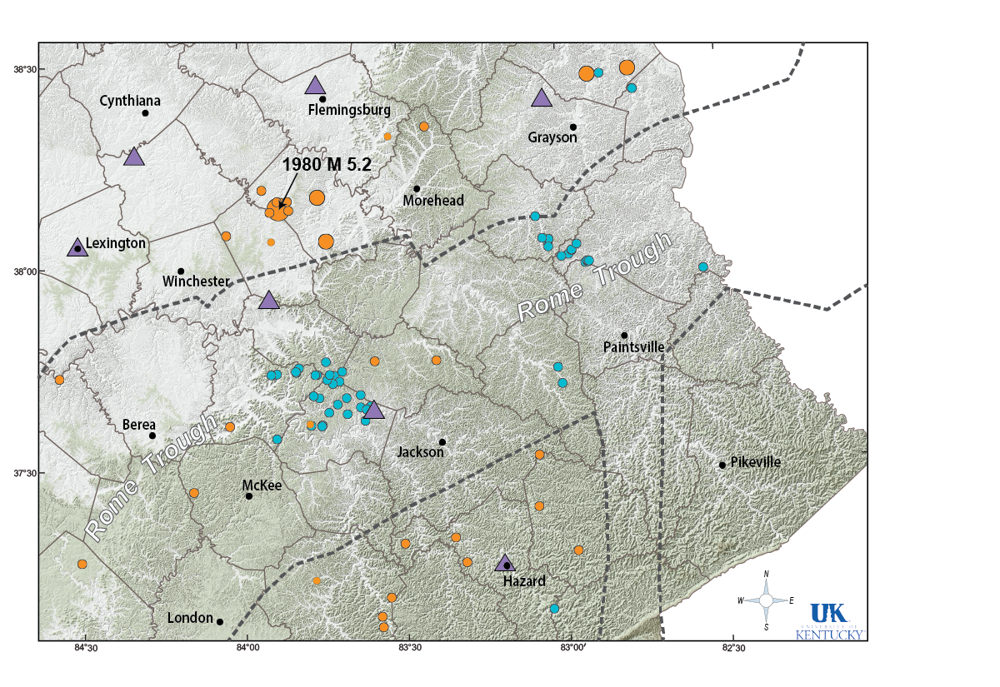 38°30'
Cynthiana
Flemingsburg
Grayson
1980 M 5.2
Morehead
Lexington
38°00'
Winchester
Rome Trough
Paintsville
Berea
Rome Trough
Jackson
Pikeville
37°30'
McKee
Hazard
London
N
W
E
S
UK
UNIVERSITY OF
KENTUCKY
84°30
84°00
83°30
83°00'
82°30